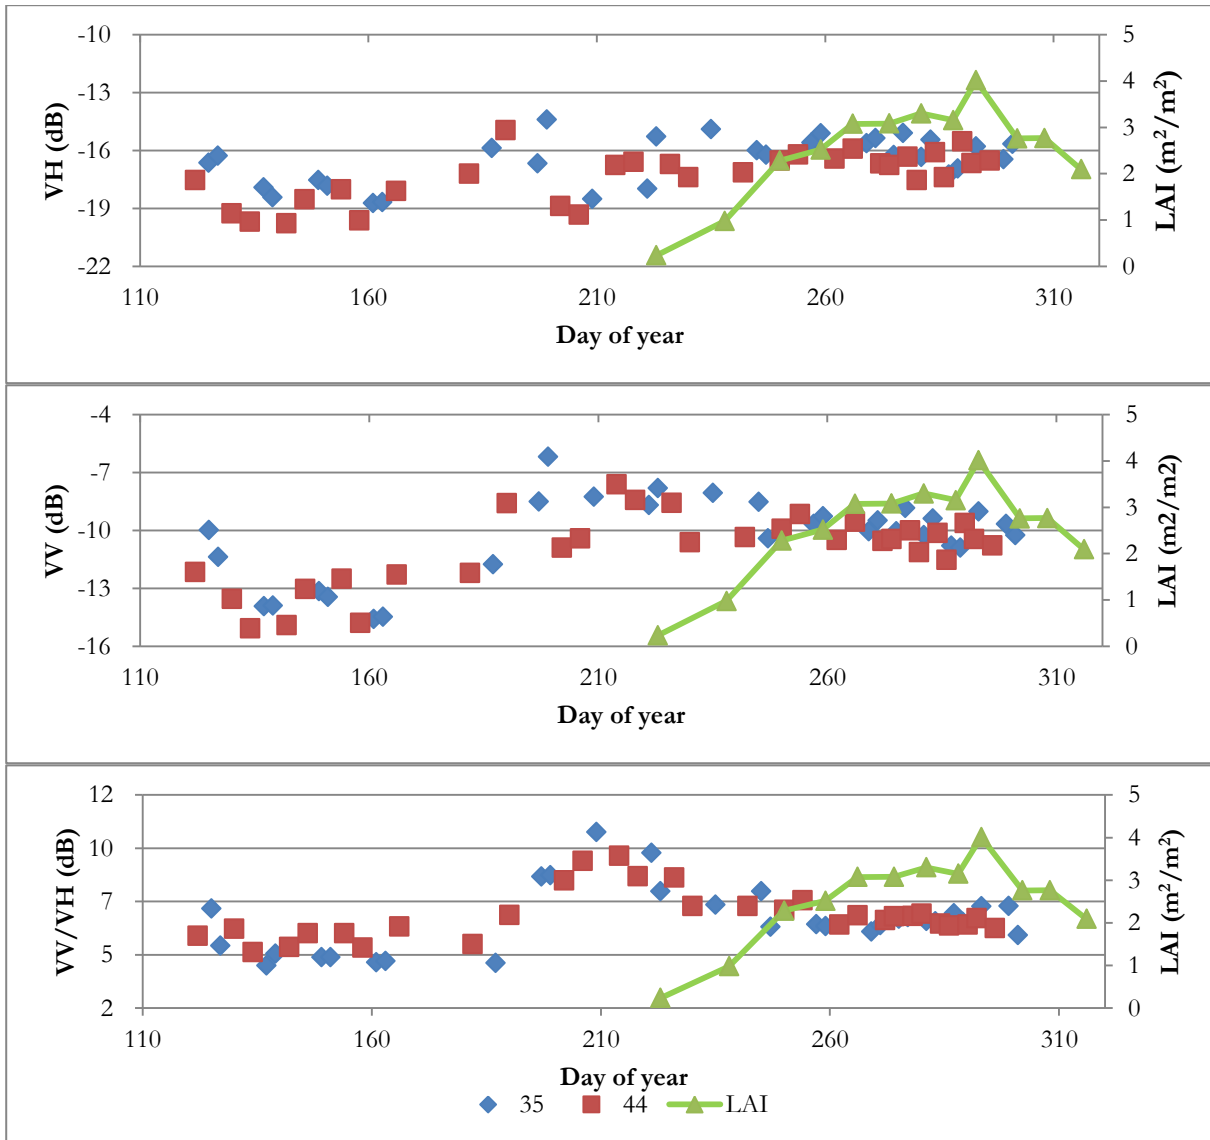 -10
-13
-16
-19
-22
VH (dB)
5
4
3
2
1
0
LAI (m²/m²)
110 160 210 260 310
Day of year
-4
-7
-10
-13
-16
VV (dB)
5
4
3
2
1
0
LAI (m2/m2)
110 160 210 260 310
Day of year
12
10
7
5
2
VV/VH (dB)
5
4
3
2
1
0
LAI (m²/m²)
110 160 210 260 310
Day of year
35 44 LAI